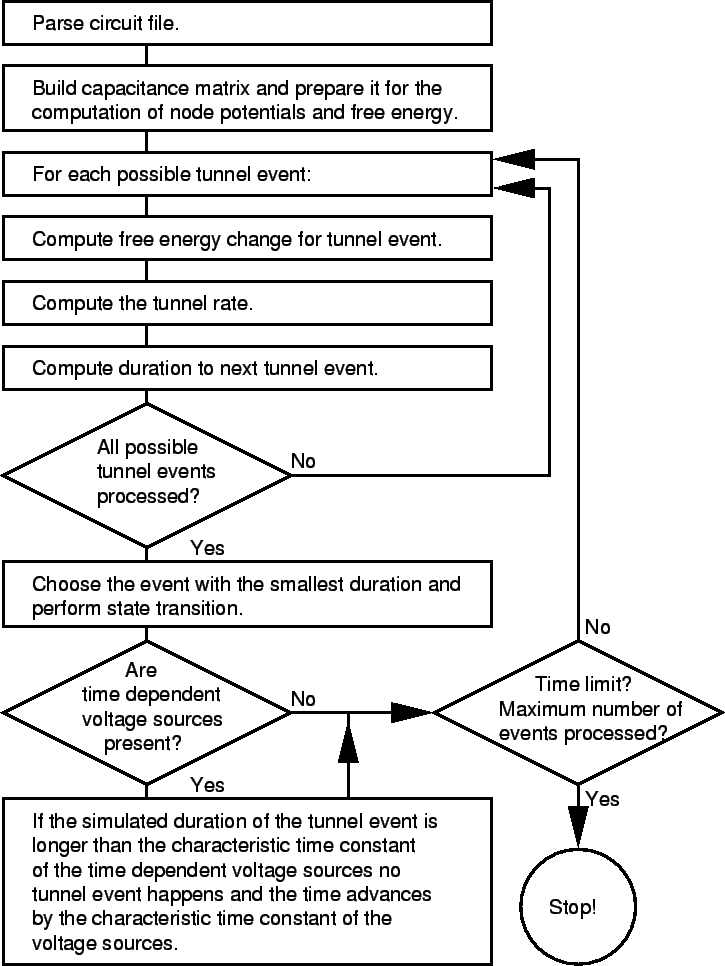 Parse circuit file.
Build capacitance matrix and prepare it for the
computation of node potentials and free energy.
For each possible tunnel event:
Compute free energy change for tunnel event.
Compute the tunnel rate.
Compute duration to next tunnel event.
All possible
tunnel events
processed?
No
Yes
Choose the event with the smallest duration and
perform state transition.
Are
time dependent
voltage sources
present?
No
Yes
If the simulated duration of the tunnel event is
longer than the characteristic time constant
of the time dependent voltage sources no
tunnel event happens and the time advances
by the characteristic time constant of the
voltage sources.
No
Time limit?
Maximum number of
events processed?
Yes
Stop!